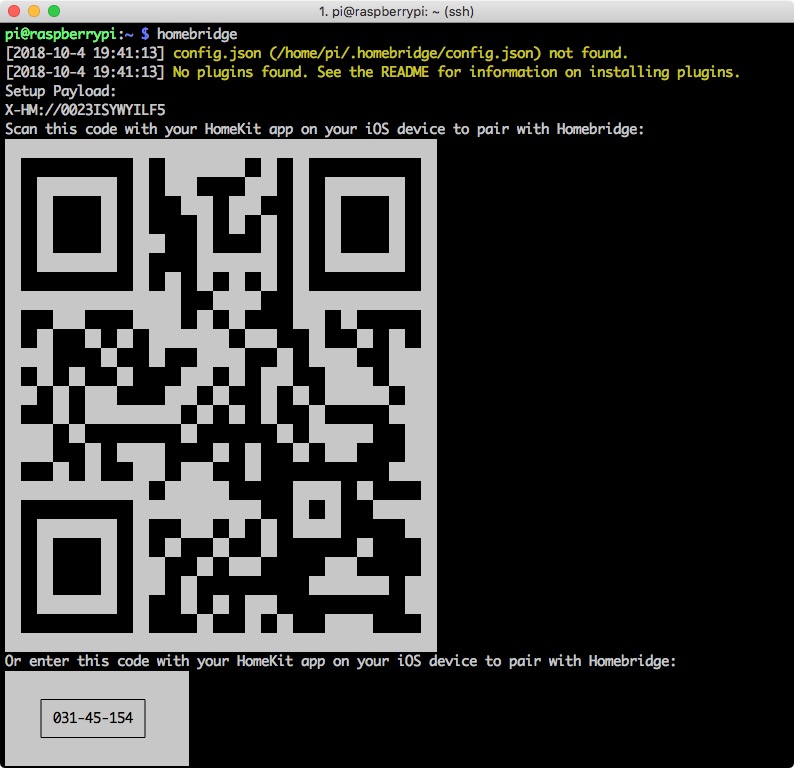 1. pi@raspberrypi: ~ (ssh)
pi@raspberrypi:~ $ homebridge
[2018-10-4 19:41:13] config.json (/home/pi/.homebridge/config.json) not found.
[2018-10-4 19:41:13] No plugins found. See the README for information on installing plugins.
Setup Payload:
X-HM://0023ISYWYILF5
Scan this code with your HomeKit app on your iOS device to pair with Homebridge:
Or enter this code with your HomeKit app on your iOS device to pair with Homebridge:
031-45-154